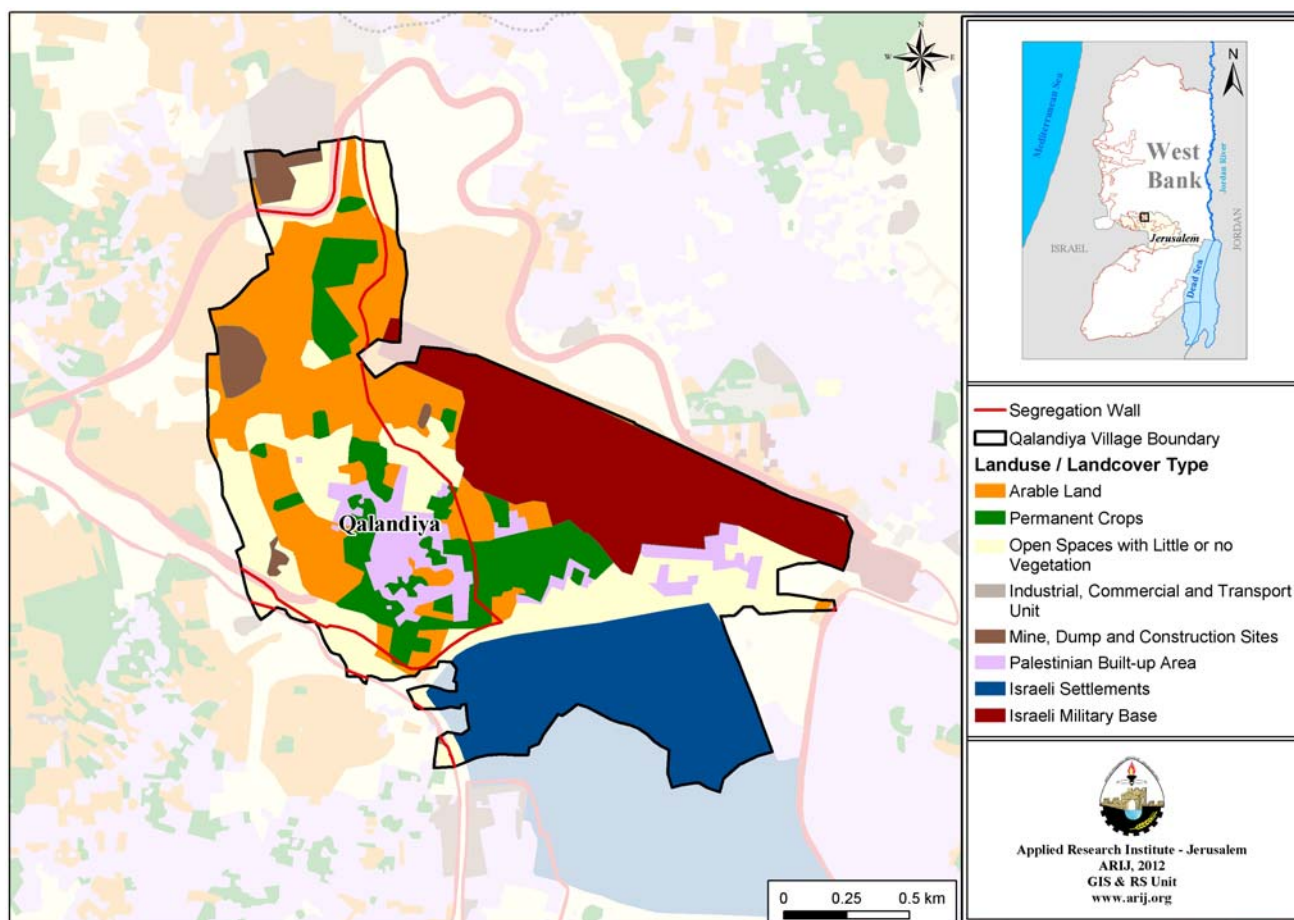 Qalandiya
N
W
E
S
0 0.25 0.5 km
N
Mediterranean Sea
West
Bank
Jordan River
Jerusalem
ISRAEL
JORDAN
Dead Sea
Segregation Wall
Qalandiya Village Boundary
Landuse / Landcover Type
Arable Land
Permanent Crops
Open Spaces with Little or no
Vegetation
Industrial, Commercial and Transport
Unit
Mine, Dump and Construction Sites
Palestinian Built-up Area
Israeli Settlements
Israeli Military Base
Applied Research Institute - Jerusalem
ARIJ, 2012
GIS & RS Unit
www.arij.org